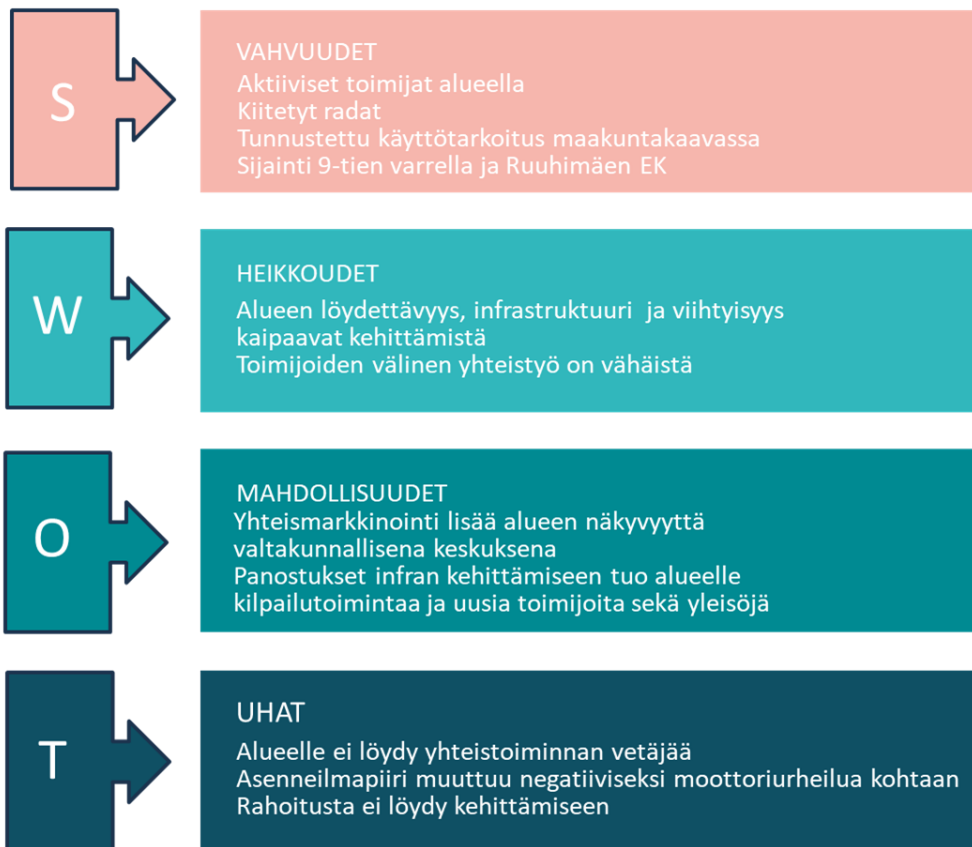 S
VAHVUUDET
Aktiiviset toimijat alueella
Kiitetyt radat
Tunnustettu käyttötarkoitus maakuntakaavassa
Sijainti 9-tien varrella ja Ruuhimäen EK
W
HEIKKOUDET
Alueen löydettävyys, infrastruktuuri ja viihtyisyys
kaipaavat kehittämistä
Toimijoiden välinen yhteistyö on vähäistä
O
MAHDOLLISUUDET
Yhteismarkkinointi lisää alueen näkyvyyttä
valtakunnallisena keskuksena
Panostukset infran kehittämiseen tuo alueelle
kilpailutoimintaa ja uusia toimijoita sekä yleisöjä
T
UHAT
Alueelle ei löydy yhteistoiminnan vetäjää
Asenneilmapiiri muuttuu negatiiviseksi moottoriurheilua kohtaan
Rahoitusta ei löydy kehittämiseen